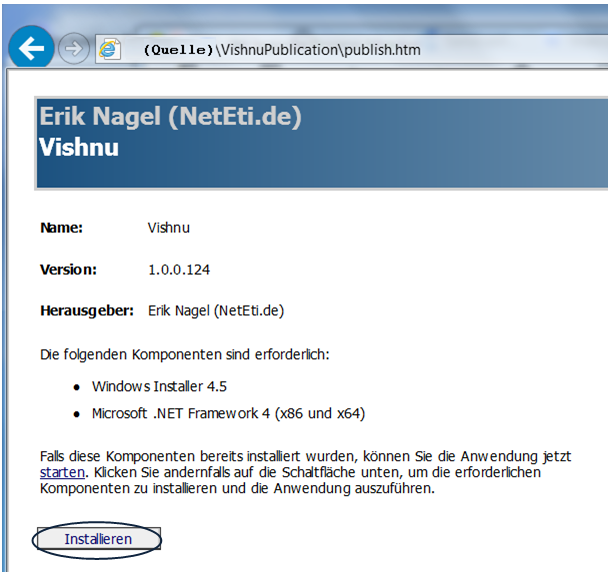 (Quelle)\VishnuPublication\publish.htm
Erik Nagel (NetEti.de)
Vishnu
Name: Vishnu
Version: 1.0.0.124
Herausgeber: Erik Nagel (NetEti.de)
Die folgenden Komponenten sind erforderlich:
• Windows Installer 4.5
• Microsoft .NET Framework 4 (x86 und x64)
Falls diese Komponenten bereits installiert wurden, können Sie die Anwendung jetzt
starten. Klicken Sie andernfalls auf die Schaltfläche unten, um die erforderlichen
Komponenten zu installieren und die Anwendung auszuführen.
Installieren